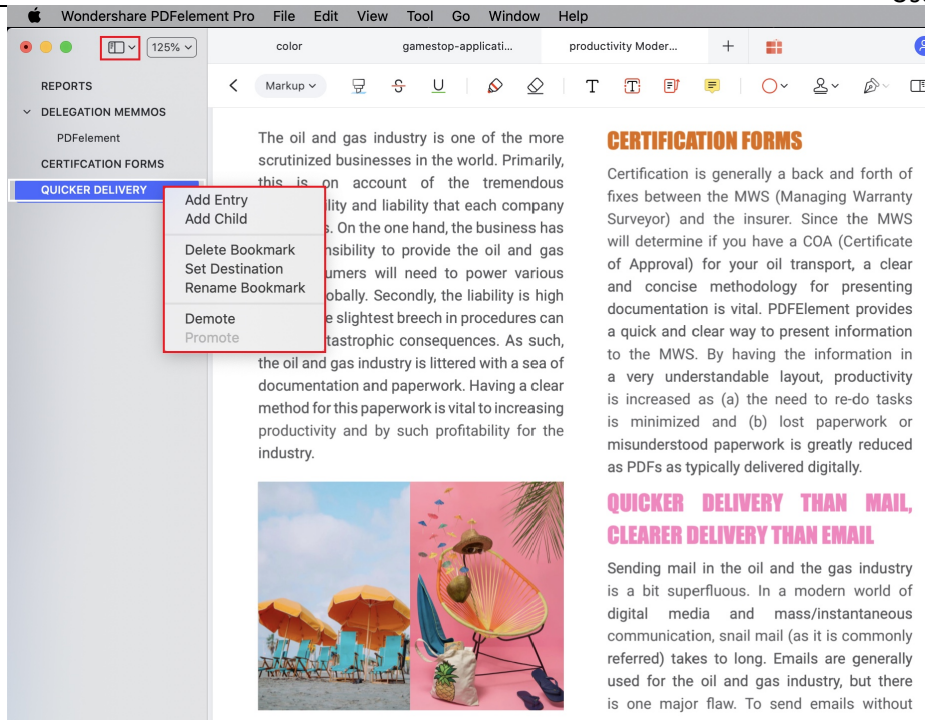 Wondershare PDFelement Pro File Edit View Tool Go Window Help
125%
color gamestop-applicati... productivity Moder...
Markup
REPORTS
DELEGATION MEMMOS
PDFelement
CERTIFCATION FORMS
QUICKER DELIVERY
Add Entry
Add Child
Delete Bookmark
Set Destination
Rename Bookmark
Demote
Promote
The oil and gas industry is one of the more
scrutinized businesses in the world. Primarily,
this is on account of the tremendous
and liability that each company
On the one hand, the business has
to provide the oil and gas
will need to power various
Secondly, the liability is high
slightest breech in procedures can
consequences. As such,
the oil and gas industry is littered with a sea of
documentation and paperwork. Having a clear
method for this paperwork is vital to increasing
productivity and by such profitability for the
industry.
CERTIFICATION FORMS
Certification is generally a back and forth of
fixes between the MWS (Managing Warranty
Surveyor) and the insurer. Since the MWS
will determine if you have a COA (Certificate
of Approval) for your oil transport, a clear
and concise methodology for presenting
documentation is vital. PDFElement provides
a quick and clear way to present information
to the MWS. By having the information in
a very understandable layout, productivity
is increased as (a) the need to re-do tasks
is minimized and (b) lost paperwork or
misunderstood paperwork is greatly reduced
as PDFs as typically delivered digitally.
QUICKER DELIVERY THAN MAIL,
CLEARER DELIVERY THAN EMAIL
Sending mail in the oil and the gas industry
is a bit superfluous. In a modern world of
digital media and mass/instantaneous
communication, snail mail (as it is commonly
referred) takes to long. Emails are generally
used for the oil and gas industry, but there
is one major flaw. To send emails without